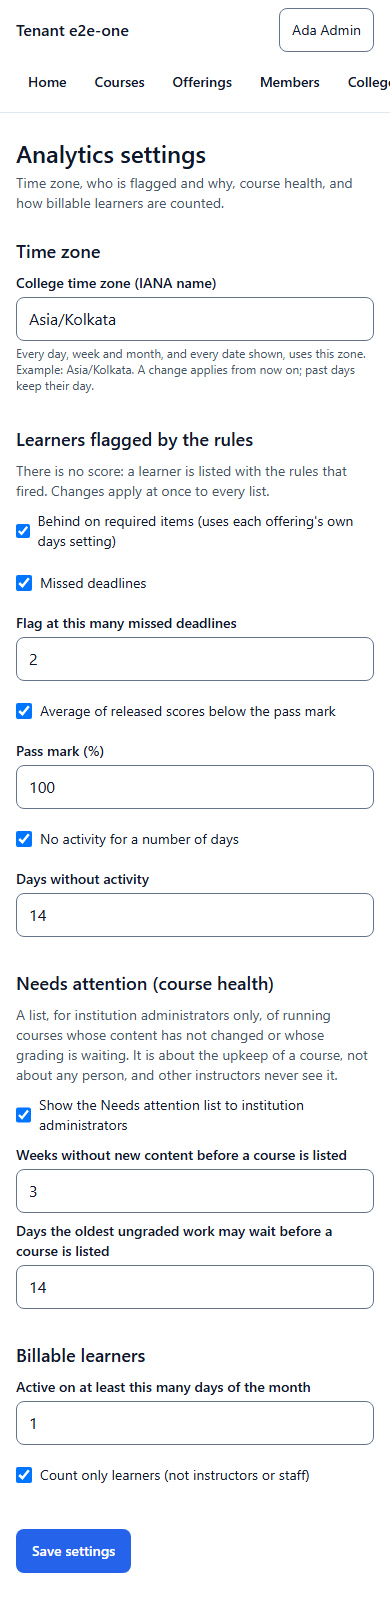 Tenant e2e-one
Ada Admin
Home Courses Offerings Members Colleg
Analytics settings
Time zone, who is flagged and why, course health, and
how billable learners are counted.
Time zone
College time zone (IANA name)
Asia/Kolkata
Every day, week and month, and every date shown, uses this zone.
Example: Asia/Kolkata. A change applies from now on; past days
keep their day.
Learners flagged by the rules
There is no score: a learner is listed with the rules that
fired. Changes apply at once to every list.
Behind on required items (uses each offering's own
days setting)
Missed deadlines
Flag at this many missed deadlines
2
Average of released scores below the pass mark
Pass mark (%)
100
No activity for a number of days
Days without activity
14
Needs attention (course health)
A list, for institution administrators only, of running
courses whose content has not changed or whose
grading is waiting. It is about the upkeep of a course, not
about any person, and other instructors never see it.
Show the Needs attention list to institution
administrators
Weeks without new content before a course is listed
3
Days the oldest ungraded work may wait before a
course is listed
14
Billable learners
Active on at least this many days of the month
1
Count only learners (not instructors or staff)
Save settings